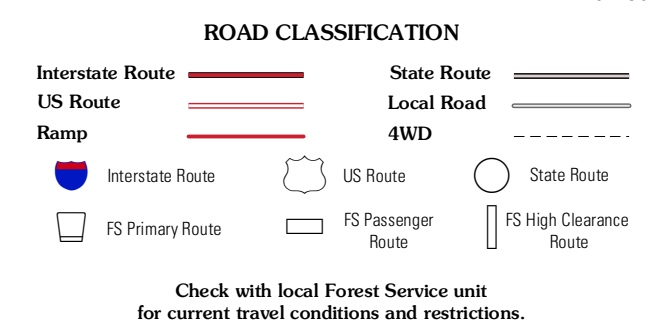 ROAD CLASSIFICATION
Interstate Route
State Route
US Route
Local Road
Ramp
4WD
Interstate Route
US Route
State Route
FS Primary Route
FS Passenger
Route
FS High Clearance
Route
Check with local Forest Service unit
for current travel conditions and restrictions.